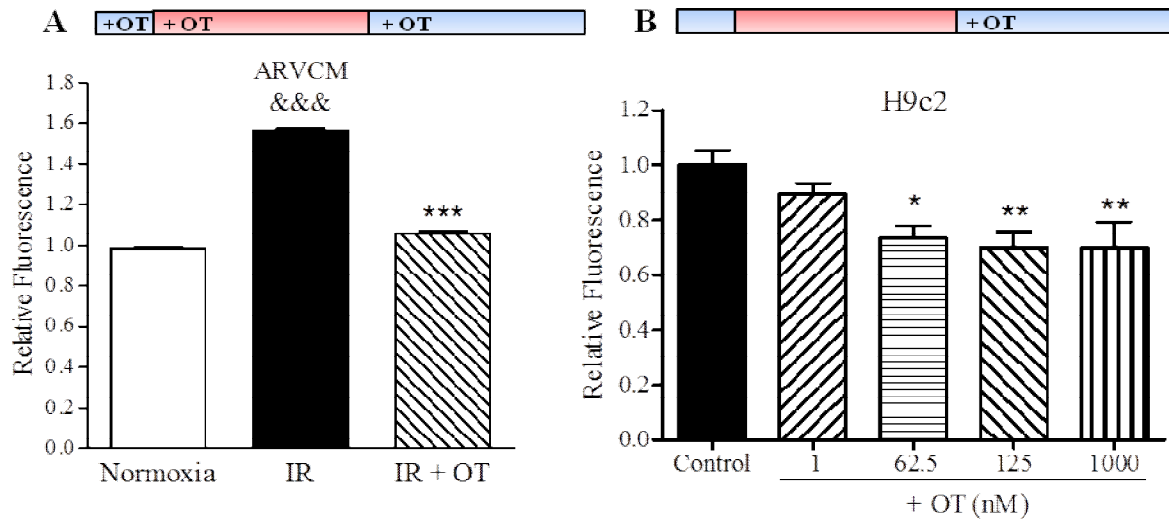 A
+OT + OT + OT
ARVCM
&&&
***
Relative Fluorescence
1.8
1.6
1.4
1.2
1.0
0.8
0.6
0.4
0.2
0.0
Normoxia IR IR + OT
B
+ OT
H9c2
* ** **
Relative Fluorescence
1.2
1.0
0.8
0.6
0.4
0.2
0.0
Control 1 62.5 125 1000
+ OT (nM)